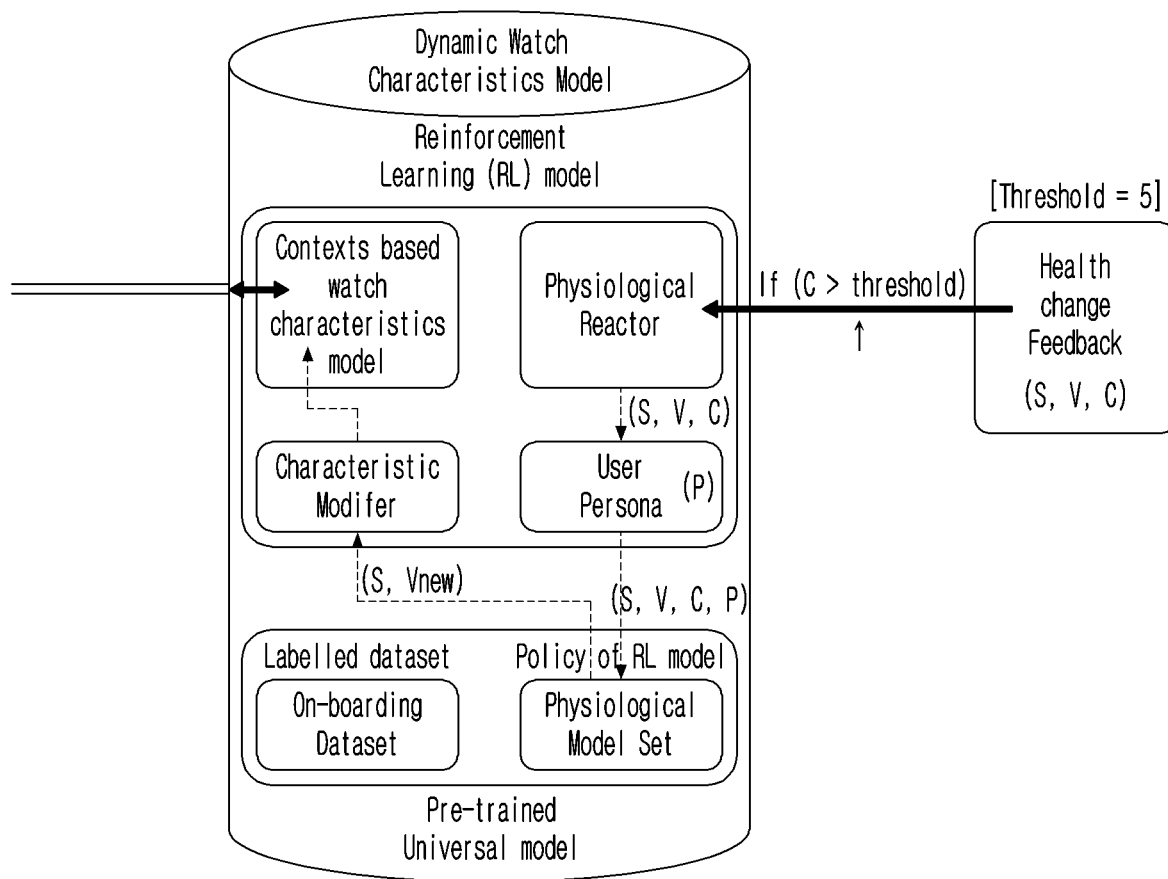 Dynamic Watch
Characteristics Model
Reinforcement
Learning (RL) model
[Threshold = 5]
Contexts based
watch
characteristics
model
Physiological
Reactor
If (C > threshold)
Health
change
Feedback
(S, V, C)
(S, V, C)
Characteristic
Modifer
User
Persona
(P)
(S, Vnew)
(S, V, C, P)
Labelled dataset
Policy of RL model
On-boarding
Dataset
Physiological
Model Set
Pre-trained
Universal model